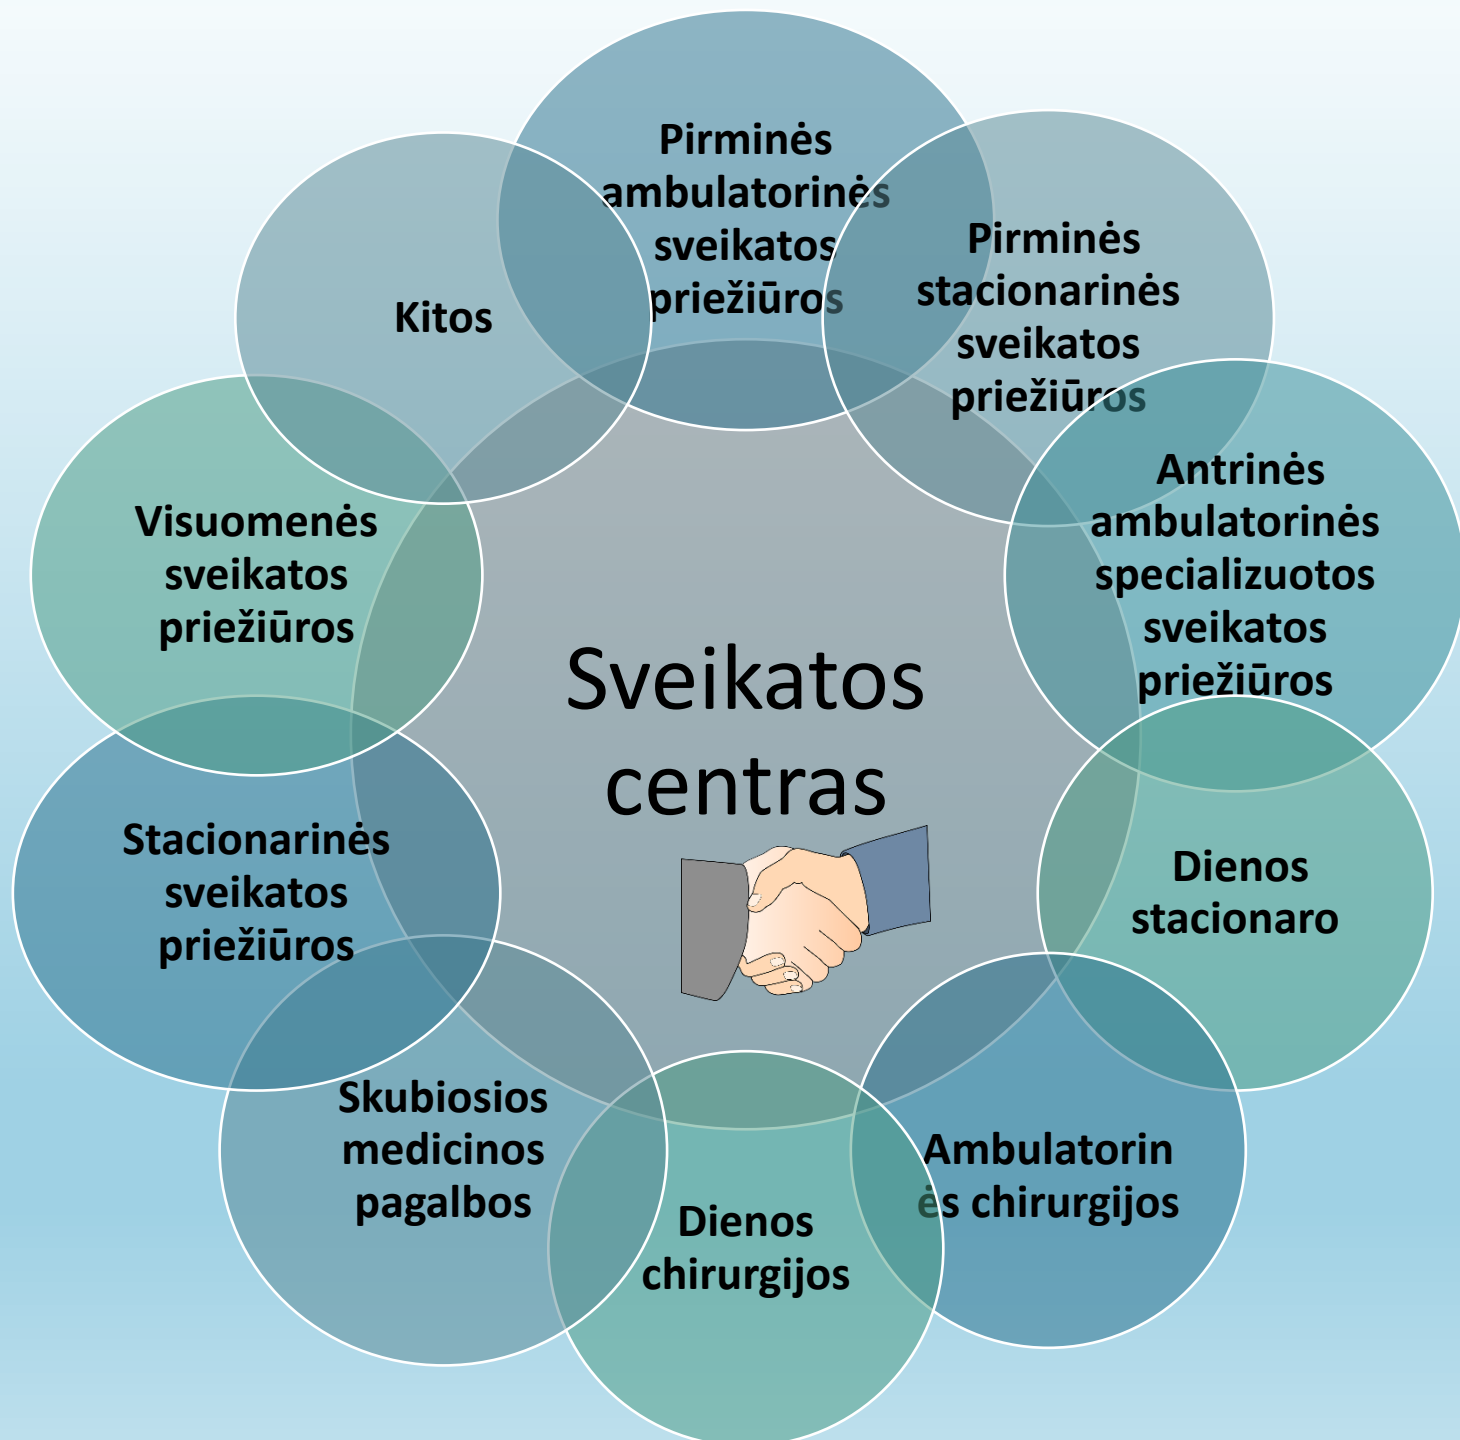 Pirminės
ambulatorinės
sveikatos
priežiūros
Pirminės
stacionarinės
sveikatos
priežiūros
Antrinės
ambulatorinės
specializuotos
sveikatos
priežiūros
Dienos
stacionaro
Ambulatorin
ės chirurgijos
Dienos
chirurgijos
Skubiosios
medicinos
pagalbos
Stacionarinės
sveikatos
priežiūros
Visuomenės
sveikatos
priežiūros
Kitos
Sveikatos
centras